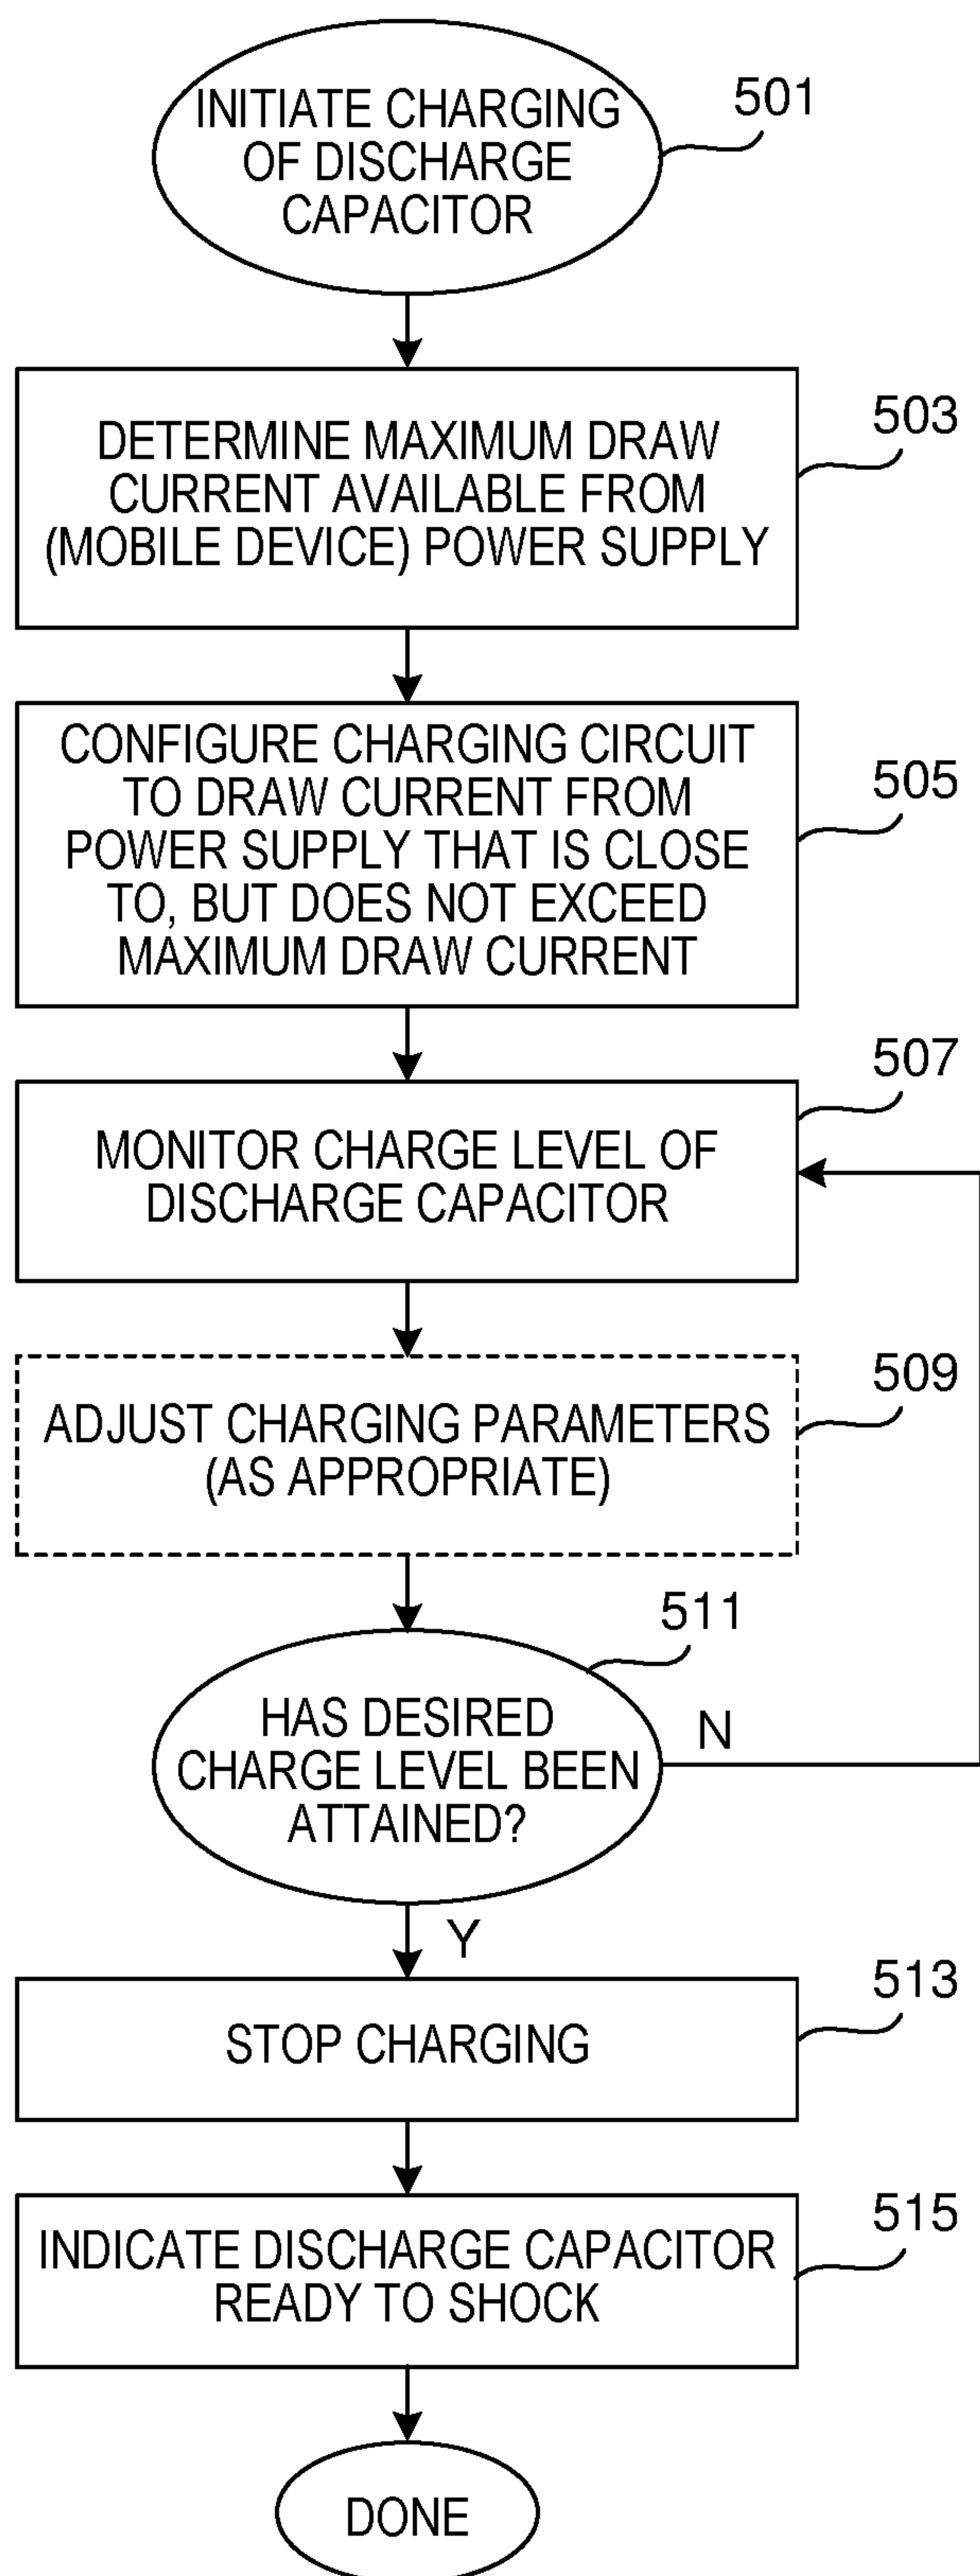 INITIATE CHARGING
OF DISCHARGE
CAPACITOR
501
DETERMINE MAXIMUM DRAW
CURRENT AVAILABLE FROM
(MOBILE DEVICE) POWER SUPPLY
503
CONFIGURE CHARGING CIRCUIT
TO DRAW CURRENT FROM
POWER SUPPLY THAT IS CLOSE
TO, BUT DOES NOT EXCEED
MAXIMUM DRAW CURRENT
505
MONITOR CHARGE LEVEL OF
DISCHARGE CAPACITOR
507
ADJUST CHARGING PARAMETERS
(AS APPROPRIATE)
509
HAS DESIRED
CHARGE LEVEL BEEN
ATTAINED?
511
N
Y
STOP CHARGING
513
INDICATE DISCHARGE CAPACITOR
READY TO SHOCK
515
DONE